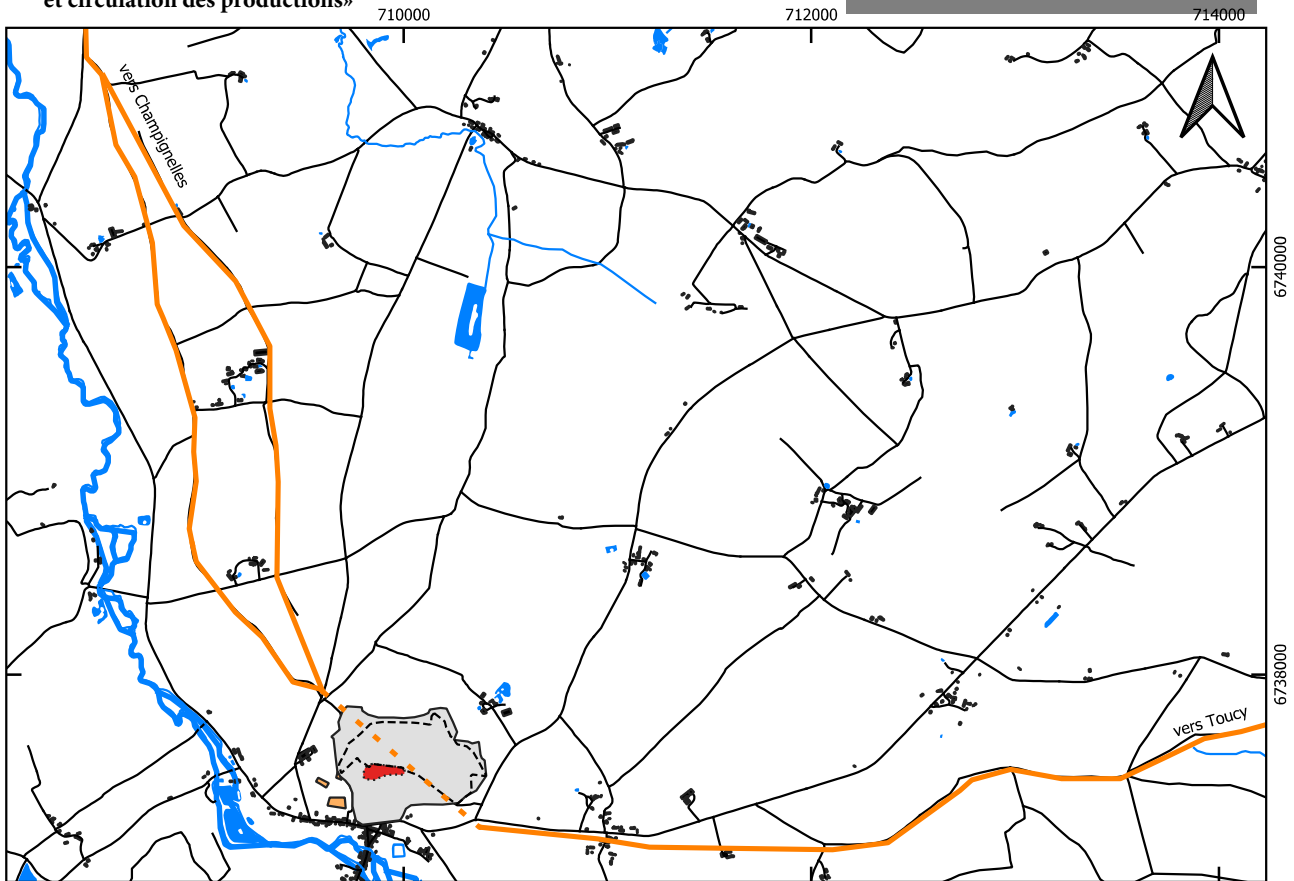 et circulation des productions»
710000
712000
714000
vers Champignelles
6740000
6738000
vers Toucy